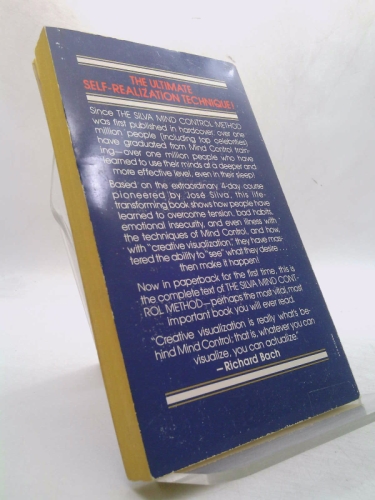 THE ULTIMATE
SELF-REALIZATION TECHNIQUE!
Since THE SILVA MIND CONTROL METHOD
was first published in hardcover, over one
million people (including top celebrities)
have graduated from Mind Control train-
ing—over one million people who have
learned to use their minds at a deeper and
more effective level, even in their sleep!
Based on the extraordinary 4-day course
pioneered by José Silva, this life-
transforming book shows how people have
learned to overcome tension, bad habits,
emotional insecurity, and even illness with
the techniques of Mind Control, and how,
with "creative visualization," they have mas-
tered the ability to "see" what they desire . . .
then make it happen!
Now in paperback for the first time, this is
the complete text of THE SILVA MIND CONT-
ROL METHOD—perhaps the most vital, most
important book you will ever read.
"Creative visualization is really what's be-
hind Mind Control; that is, whatever you can
visualize, you can actualize."
— Richard Bach